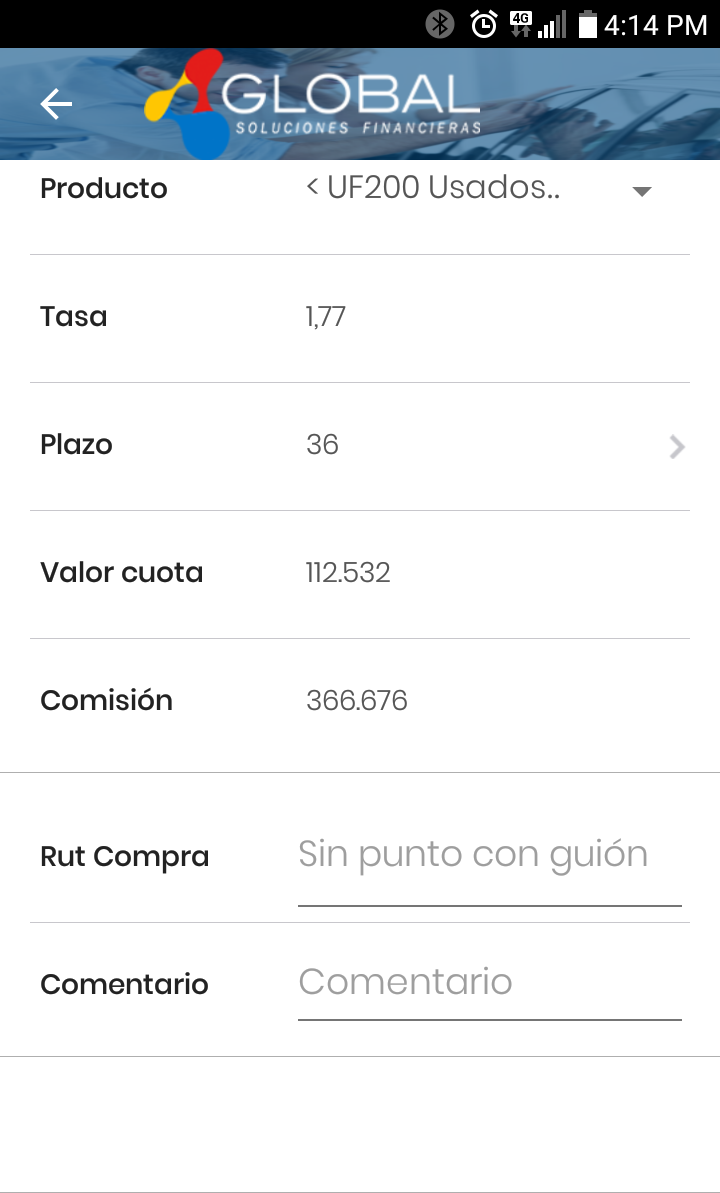 4G 4:14 PM
GLOBAL
SOLUCIONES FINANCIERAS
Producto < UF200 Usados..
Tasa 1,77
Plazo 36
Valor cuota 112.532
Comisión 366.676
Rut Compra Sin punto con guión
Comentario Comentario